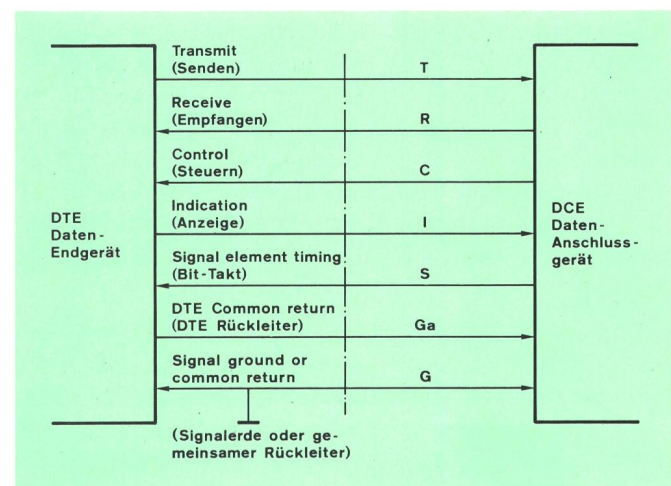 Transmit
(Senden)
T
Receive
(Empfangen)
R
Control
(Steuern)
C
Indication
(Anzeige)
I
DTE
Daten-
Endgerät
DCE
Daten-
Anschluss-
gerät
Signal element timing
(Bit-Takt)
S
DTE Common return
(DTE Rückleiter)
Ga
Signal ground or
common return
G
(Signalerde oder ge-
meinsamer Rückleiter)